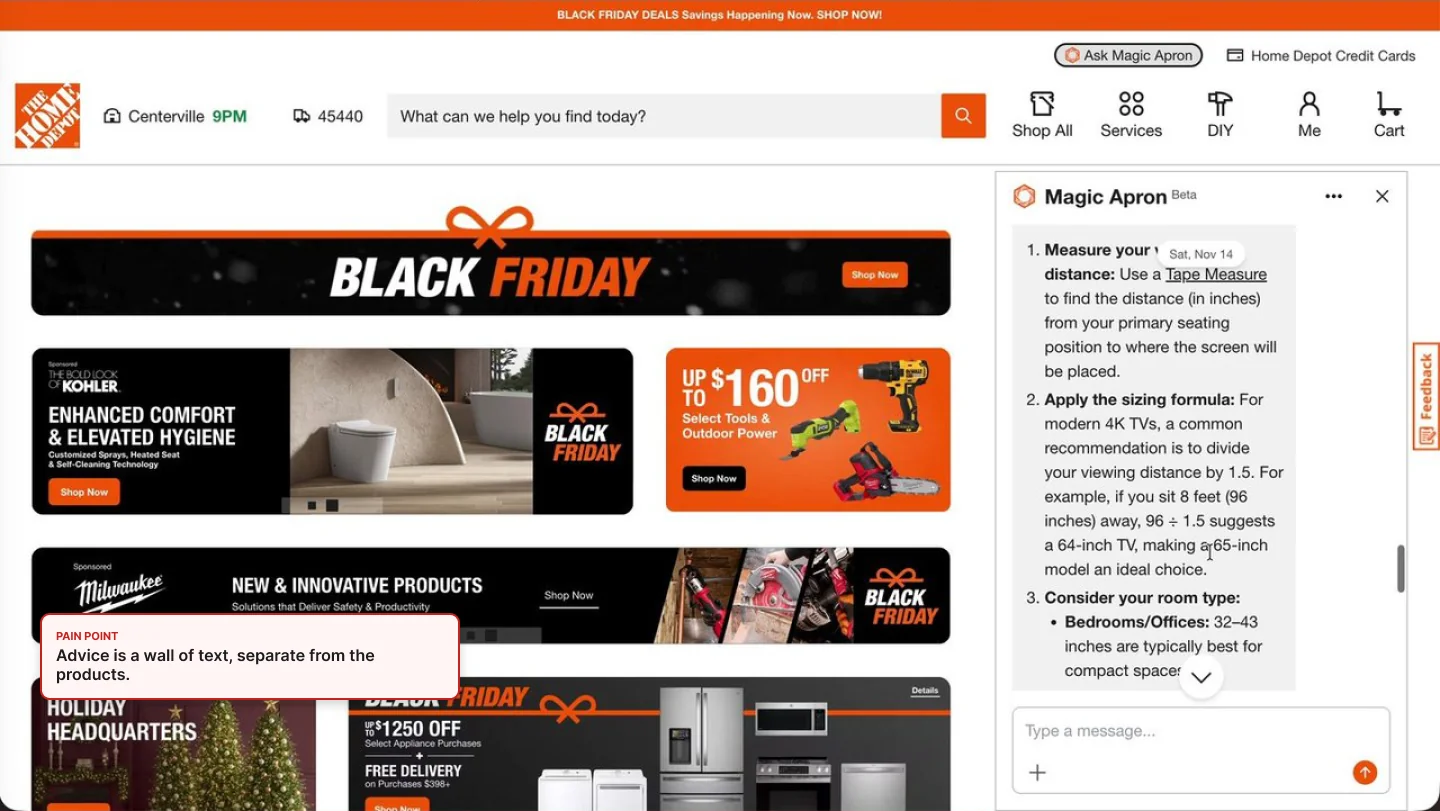 BLACK FRIDAY DEALS Savings Happening Now. SHOP NOW!
Ask Magic Apron
Home Depot Credit Cards
THE HOME DEPOT
Centerville 9PM
45440
What can we help you find today?
Shop All
Services
DIY
Me
Cart
BLACK FRIDAY
Shop Now
Sponsored
THE BOLD LOOK
OF KOHLER
ENHANCED COMFORT
& ELEVATED HYGIENE
Customized Sprays, Heated Seat
& Self-Cleaning Technology
Shop Now
BLACK
FRIDAY
UP TO $160 OFF
Select Tools &
Outdoor Power
Shop Now
Sponsored
Milwaukee
NEW & INNOVATIVE PRODUCTS
Solutions that Deliver Safety & Productivity
Shop Now
BLACK
FRIDAY
PAIN POINT
Advice is a wall of text, separate from the
products.
HOLIDAY
HEADQUARTERS
BLACK FRIDAY
Details
UP TO $1250 OFF
Select Appliance Purchases
+
FREE DELIVERY
on Purchases $398+
Shop Now
Magic Apron Beta
Sat, Nov 14
1. Measure your
distance: Use a Tape Measure
to find the distance (in inches)
from your primary seating
position to where the screen will
be placed.
2. Apply the sizing formula: For
modern 4K TVs, a common
recommendation is to divide
your viewing distance by 1.5. For
example, if you sit 8 feet (96
inches) away, 96 ÷ 1.5 suggests
a 64-inch TV, making a 65-inch
model an ideal choice.
3. Consider your room type:
• Bedrooms/Offices: 32–43
inches are typically best for
compact spaces
Type a message...
Feedback